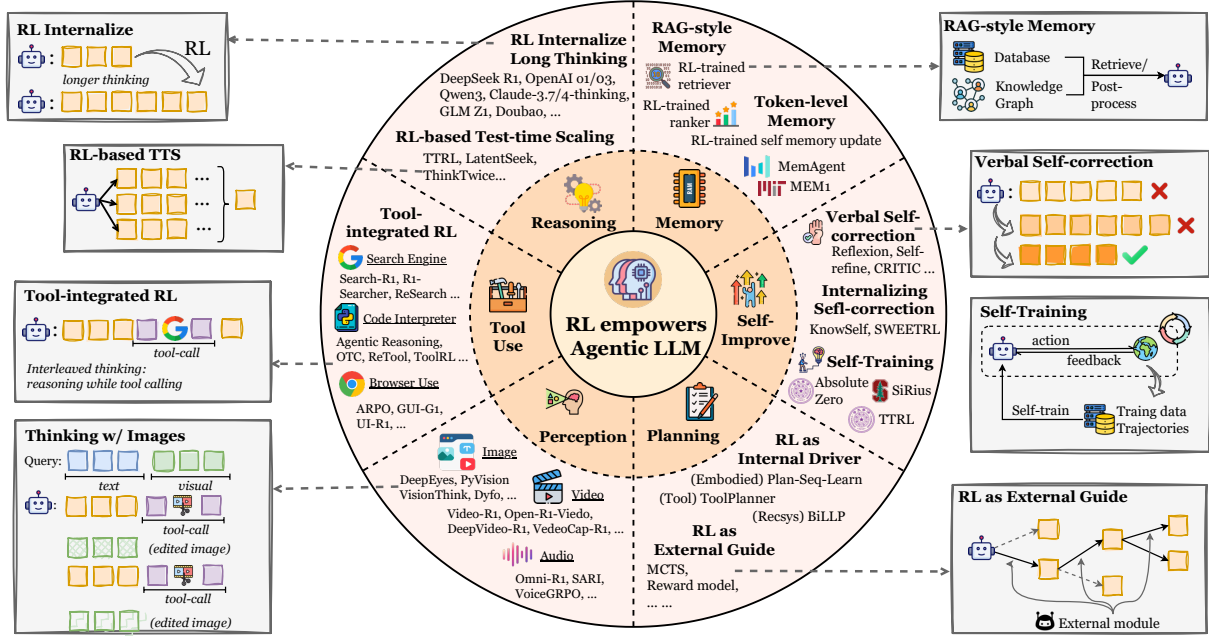 RL Internalize
:
RL
longer thinking
:
RL-based TTS
...
...
...
Tool-integrated RL
:
tool-call
Interleaved thinking:
reasoning while tool calling
Thinking w/ Images
Query:
text
visual
:
tool-call
(edited image)
tool-call
(edited image)
RL Internalize
Long Thinking
DeepSeek R1, OpenAI o1/o3,
Qwen3, Claude-3.7/4-thinking,
GLM Z1, Doubao, ...
RL-based Test-time Scaling
TTRL, LatentSeek,
ThinkTwice...
Reasoning
Tool-
integrated RL
Search Engine
Search-R1, R1-
Searcher, ReSearch ...
Code Interpreter
Agentic Reasoning,
OTC, ReTool, ToolRL ...
Browser Use
ARPO, GUI-G1,
UI-R1, ...
Tool
Use
Image
DeepEyes, PyVision
VisionThink, Dyfo, ...
Video
Video-R1, Open-R1-Viedo,
DeepVideo-R1, VedeoCap-R1, ...
Audio
Omni-R1, SARI,
VoiceGRPO, ...
Perception
RL empowers
Agentic LLM
RAG-style
Memory
RL-trained
retriever
RL-trained
ranker
Token-level
Memory
RL-trained self memory update
MemAgent
MEM1
RAM
Memory
Verbal Self-
correction
Reflexion, Self-
refine, CRITIC ...
Internalizing
Sefl-correction
KnowSelf, SWEETRL
Self-Training
Absolute
Zero
SiRius
TTRL
Self-
Improve
RL as
Internal Driver
(Embodied) Plan-Seq-Learn
(Tool) ToolPlanner
(Recsys) BiLLP
RL as
External Guide
MCTS,
Reward model,
... ...
Planning
RAG-style Memory
Database
Knowledge
Graph
Retrieve/
Post-
process
Verbal Self-correction
:
Self-Training
action
feedback
Self-train
Traing data
Trajectories
RL as External Guide
External module